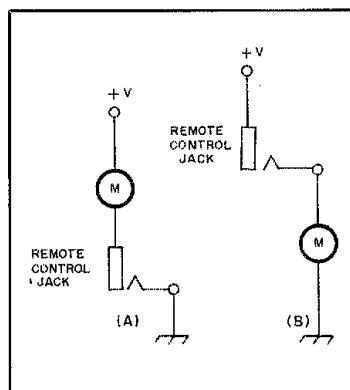 +V
M
REMOTE
CONTROL
JACK
(A)
+V
REMOTE CONTROL
JACK
M
(B)